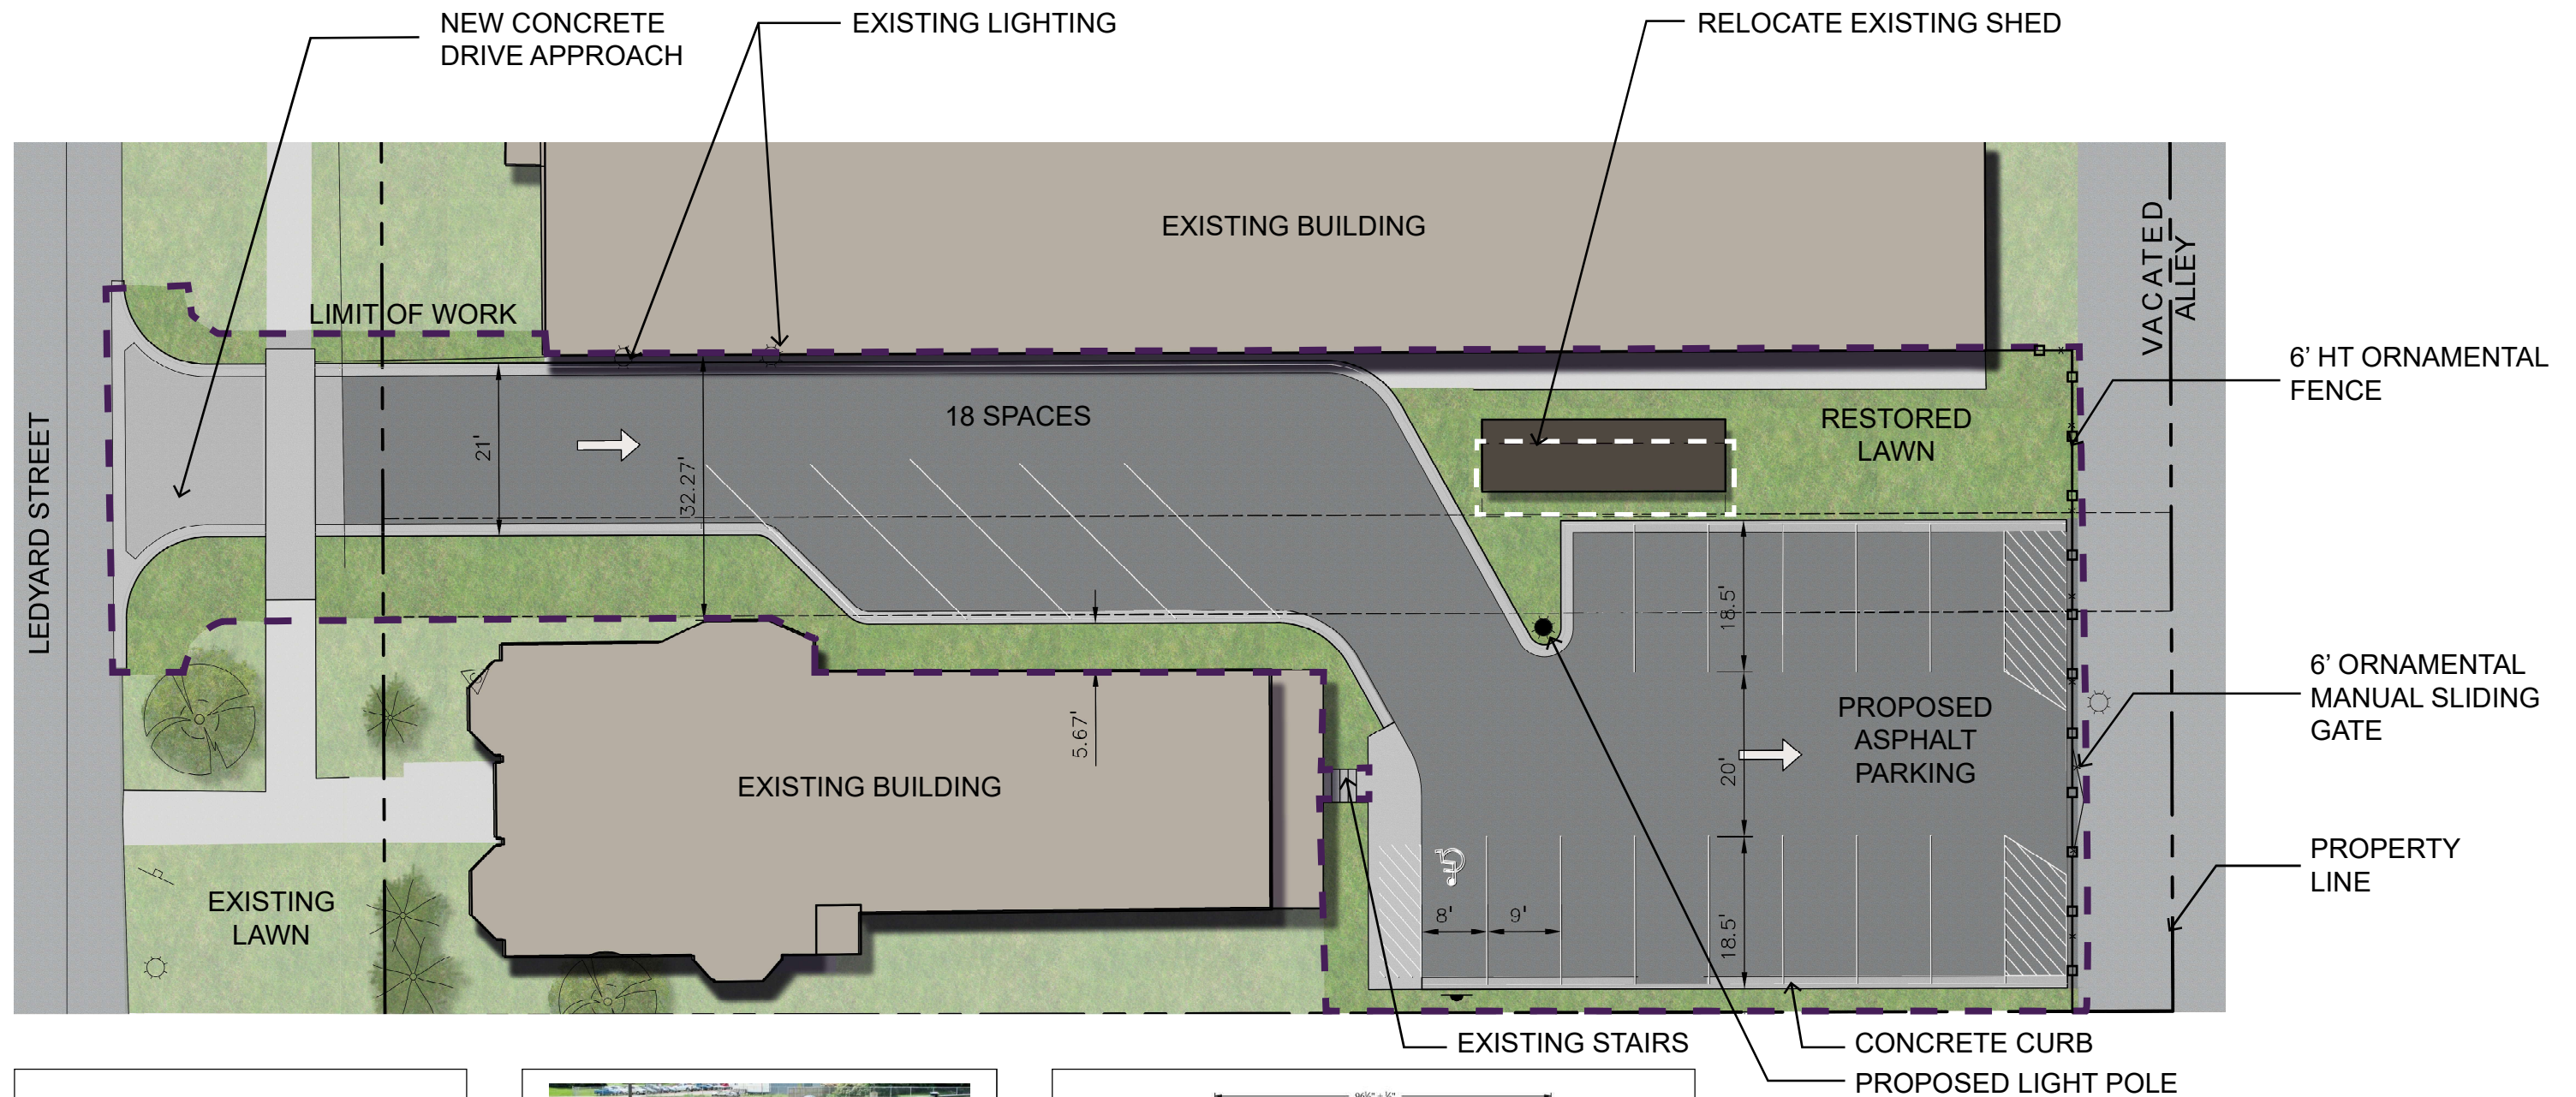 NEW CONCRETE
DRIVE APPROACH
EXISTING LIGHTING
RELOCATE EXISTING SHED
EXISTING BUILDING
VACATED
ALLEY
LIMIT OF WORK
6' HT ORNAMENTAL
FENCE
18 SPACES
RESTORED
LAWN
21'
32.27'
LEDYARD STREET
18.5'
6' ORNAMENTAL
MANUAL SLIDING
GATE
PROPOSED
ASPHALT
PARKING
5.67'
20'
EXISTING BUILDING
PROPERTY
LINE
EXISTING
LAWN
8'
9'
18.5'
EXISTING STAIRS
CONCRETE CURB
PROPOSED LIGHT POLE